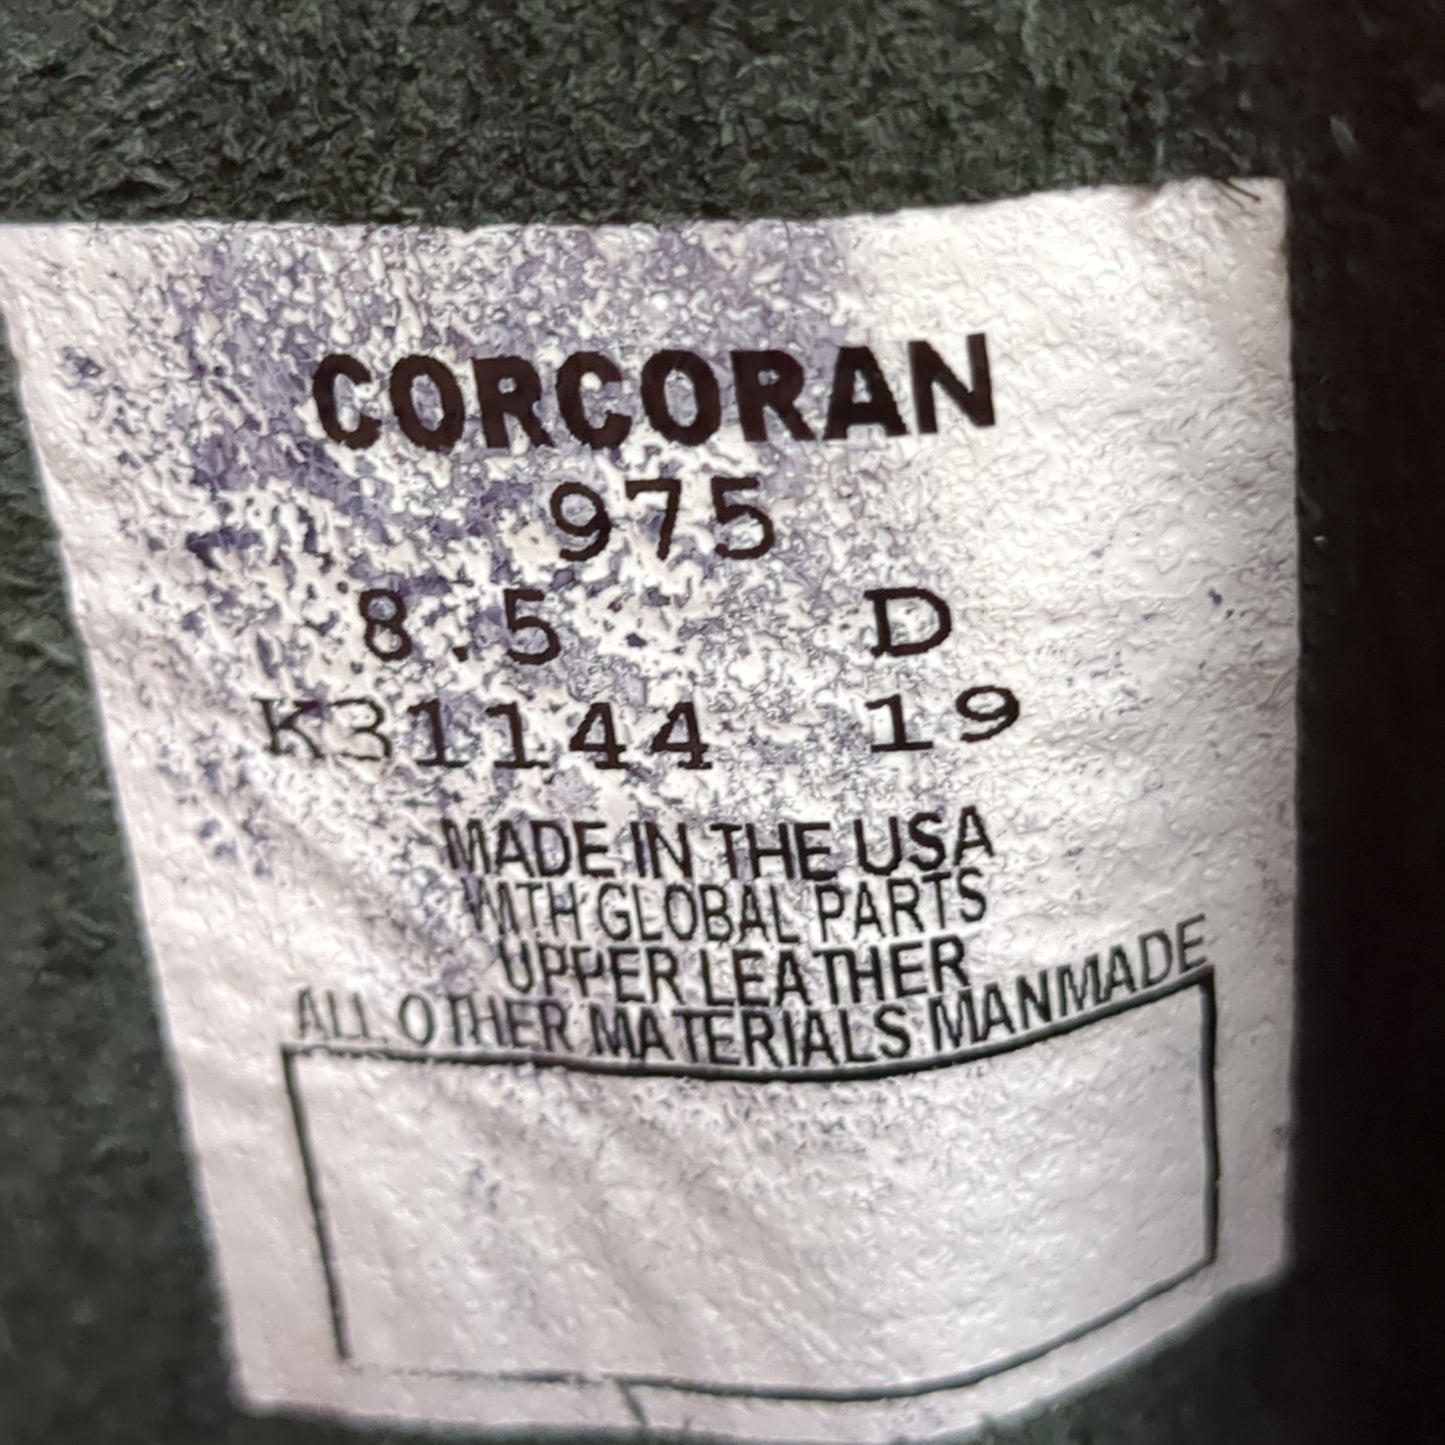 CORCORAN
975
8.5 D
K31144 19
MADE IN THE USA
WITH GLOBAL PARTS
UPPER LEATHER
ALL OTHER MATERIALS MANMADE